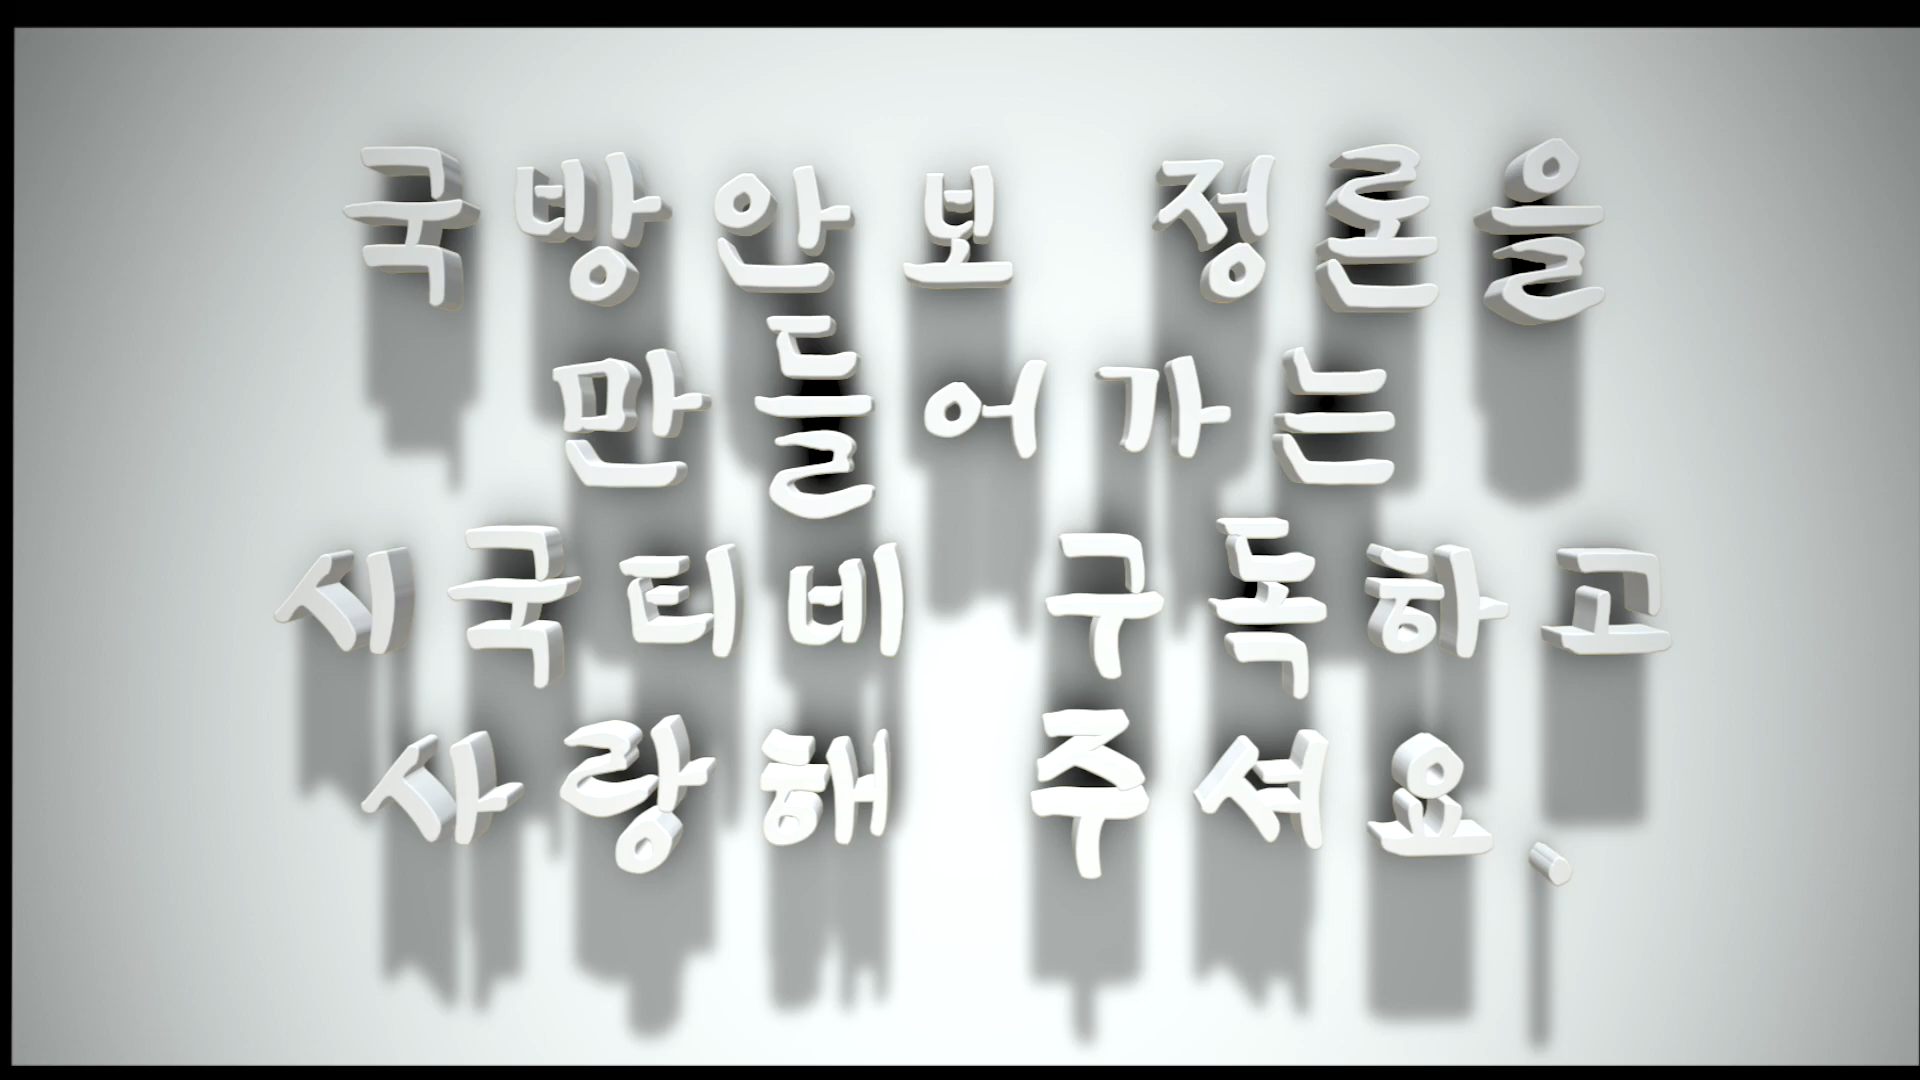 국방안보 정론을
만들어가는
시국티비 구독하고
사랑해 주셔요.